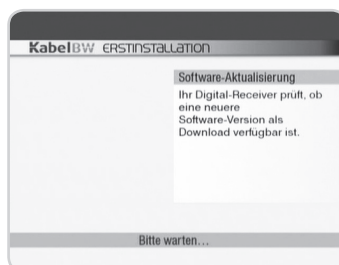 KabelBW ERSTINSTALLATION
Software-Aktualisierung
Ihr Digital-Receiver prüft, ob
eine neuere
Software-Version als
Download verfügbar ist.
Bitte warten...